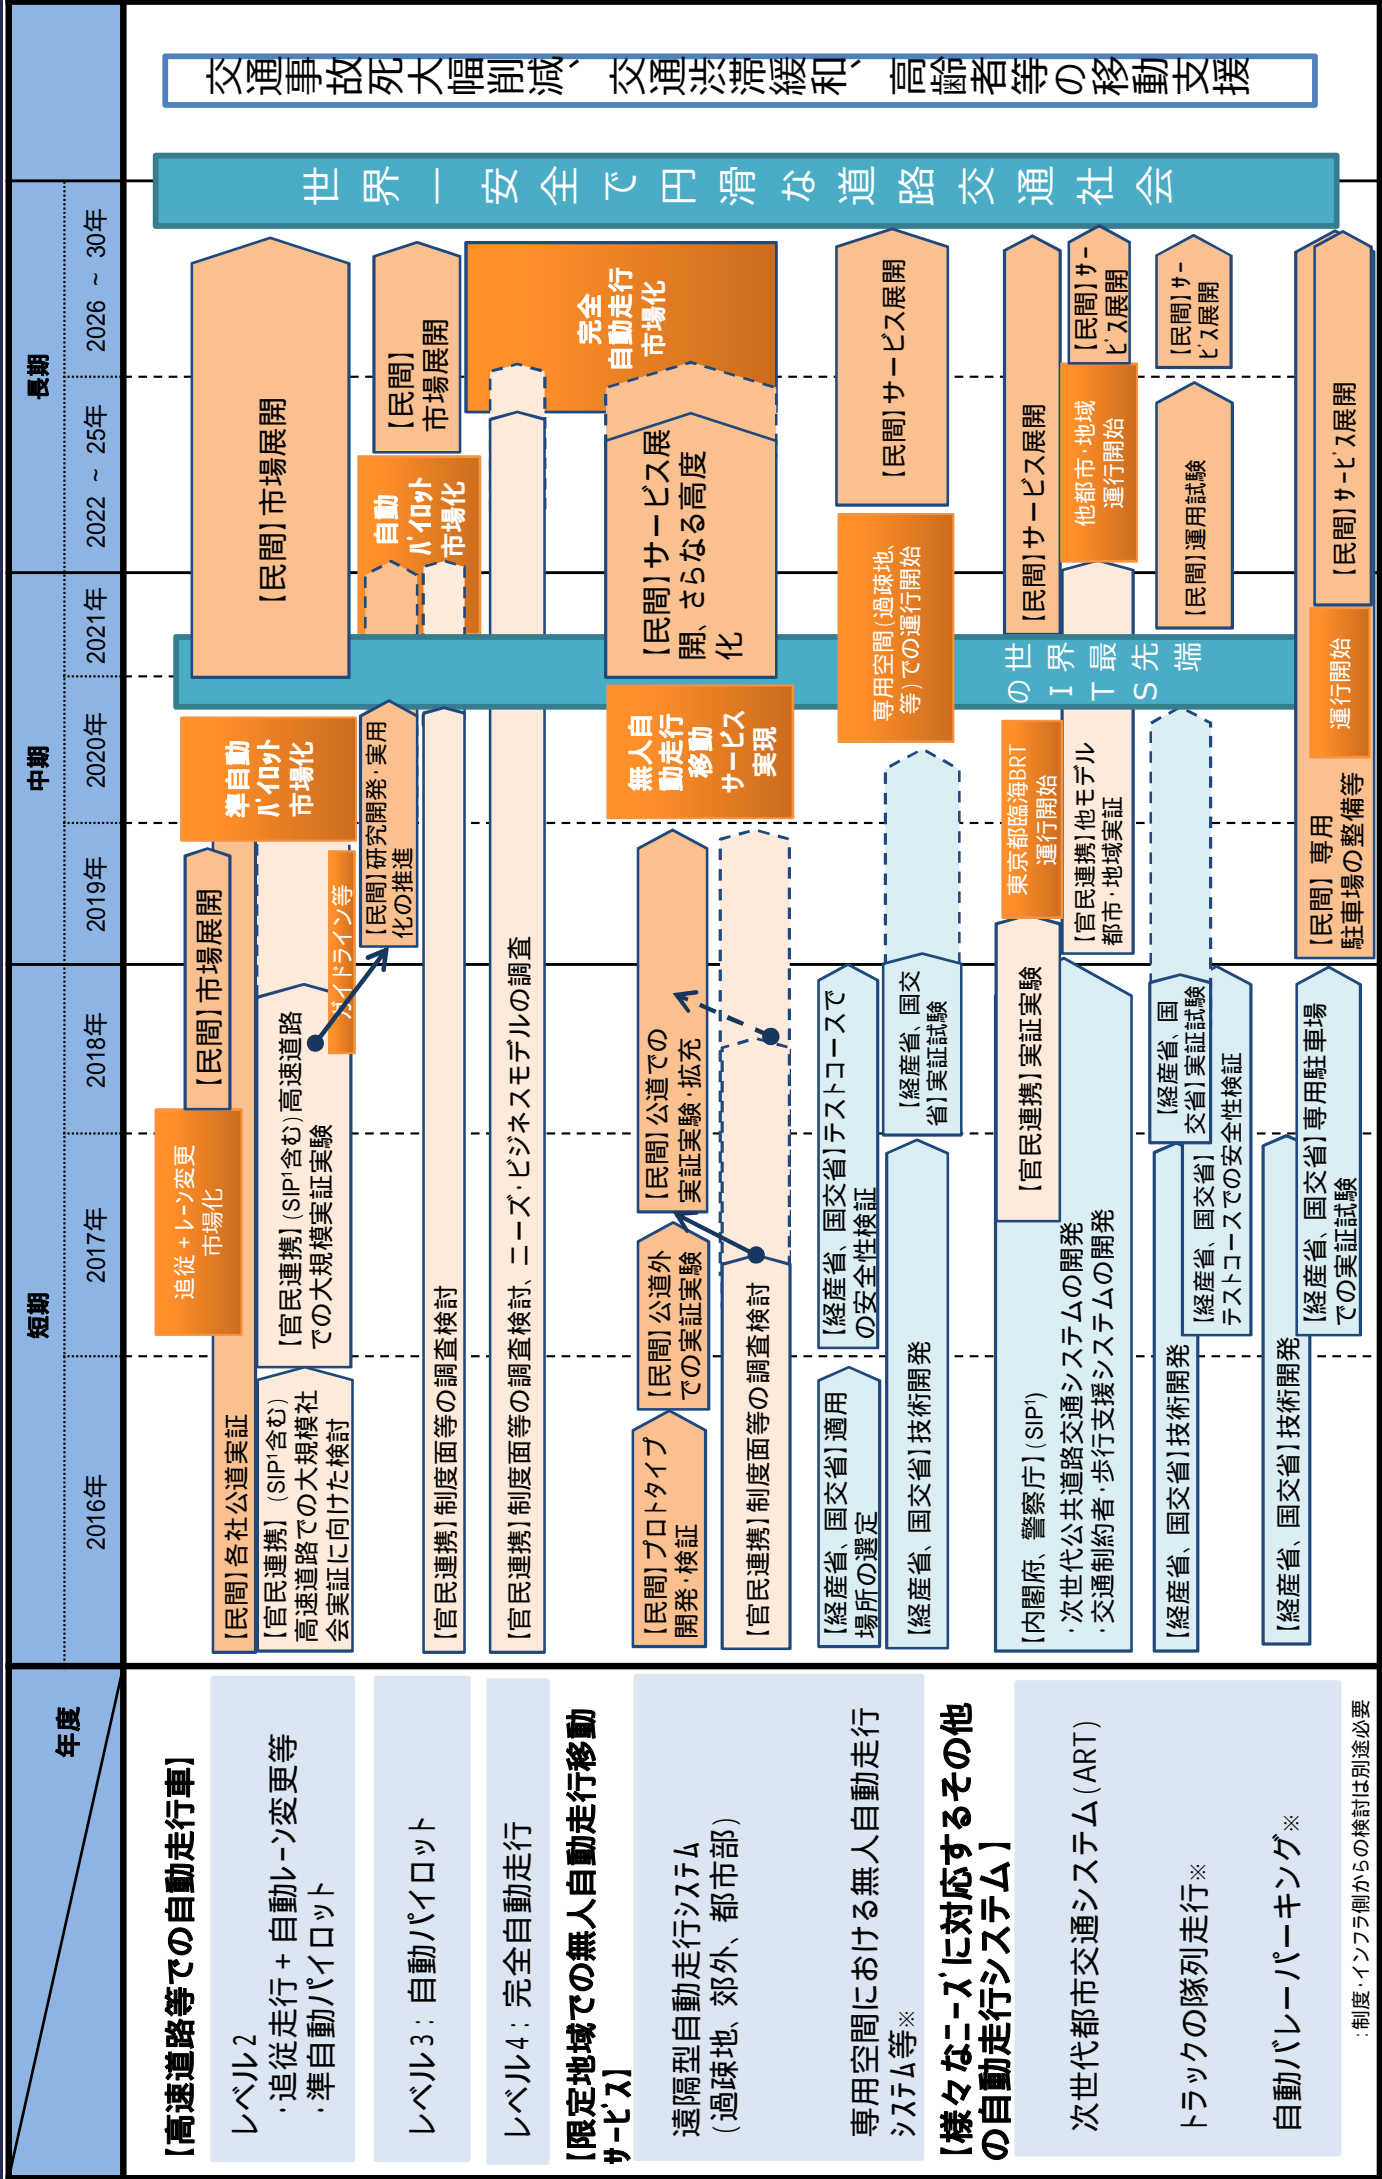 年度
短期
中期
長期
2016年
2017年
2018年
2019年
2020年
2021年
2022 ~ 25年
2026 ~ 30年
【高速道路等での自動走行車】
レベル2
・追従走行+自動レーン変更等
・準自動パイロット
追従+レーン変更
市場化
【民間】市場展開
【民間】各社公道実証
準自動
パイロット
市場化
【民間】市場展開
【官民連携】(SIP¹含む)
高速道路での大規模社
会実証に向けた検討
【官民連携】(SIP¹含む)高速道路
での大規模実証実験
ガイドライン等
レベル3:自動パイロット
【民間】研究開発・実用
化の推進
自動
パイロット
市場化
【民間】
市場展開
【官民連携】制度面等の調査検討
レベル4:完全自動走行
【官民連携】制度面等の調査検討、ニーズ・ビジネスモデルの調査
完全
自動走行
市場化
【限定地域での無人自動走行移動
サービス】
遠隔型自動走行システム
(過疎地、郊外、都市部)
【民間】プロトタイプ
開発・検証
【民間】公道外
での実証実験
【民間】公道での
実証実験・拡充
無人自
動走行
移動
サービス
実現
【民間】サービス展
開、さらなる高度
化
【官民連携】制度面等の調査検討
専用空間における無人自動走行
システム等※
【経産省、国交省】適用
場所の選定
【経産省、国交省】テストコースで
の安全性検証
専用空間(過疎地、
等)での運行開始
【民間】サービス展開
【経産省、国交省】技術開発
【経産省、国交
省】実証試験
【様々なニーズに対応するその他
の自動走行システム】
次世代都市交通システム(ART)
【内閣府、警察庁】(SIP¹)
・次世代公共道路交通システムの開発
・交通制約者・歩行支援システムの開発
【官民連携】実証実験
東京都臨海BRT
運行開始
【民間】サービス展開
【官民連携】他モデル
都市・地域実証
他都市・地域
運行開始
【民間】サー
ビス展開
トラックの隊列走行※
【経産省、国交省】技術開発
【経産省、国
交省】実証試験
【経産省、国交省】
テストコースでの安全性検証
【民間】運用試験
【民間】サー
ビス展開
自動バレーパーキング※
【経産省、国交省】技術開発
【経産省、国交省】専用駐車場
での実証試験
【民間】専用
駐車場の整備等
運行開始
【民間】サービス展開
世
界
最
先
端
の
I
T
S
世界一安全で円滑な道路交通社会
交通事故死大幅削減、交通渋滞緩和、高齢者等の移動支援
:制度・インフラ側からの検討は別途必要